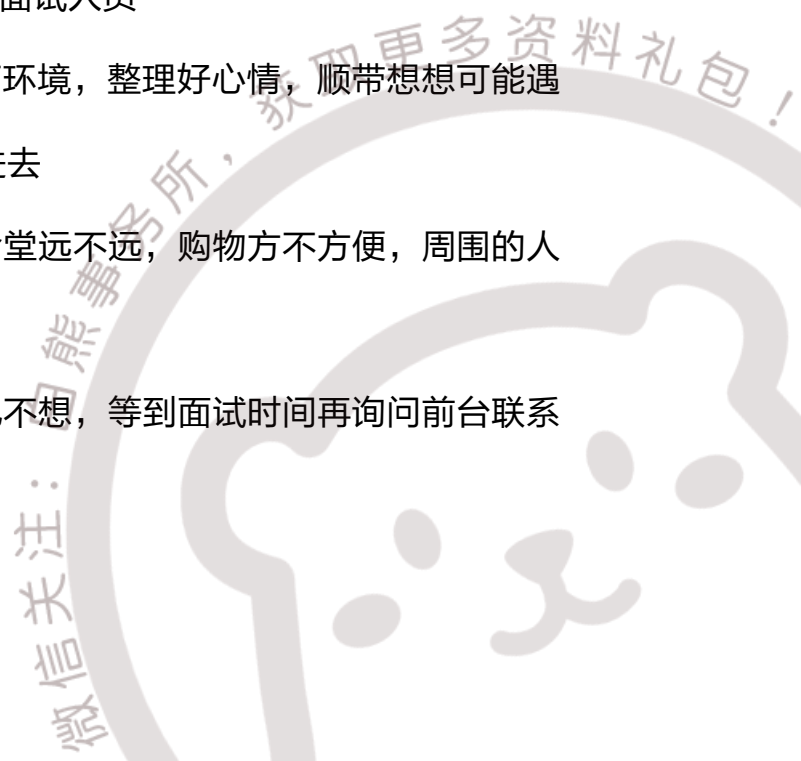 面试人员
环境，整理好心情，顺带想想可能遇
去
堂远不远，购物方不方便，周围的人
不想，等到面试时间再询问前台联系
微信关注：白熊事务所，获取更多资料礼包！